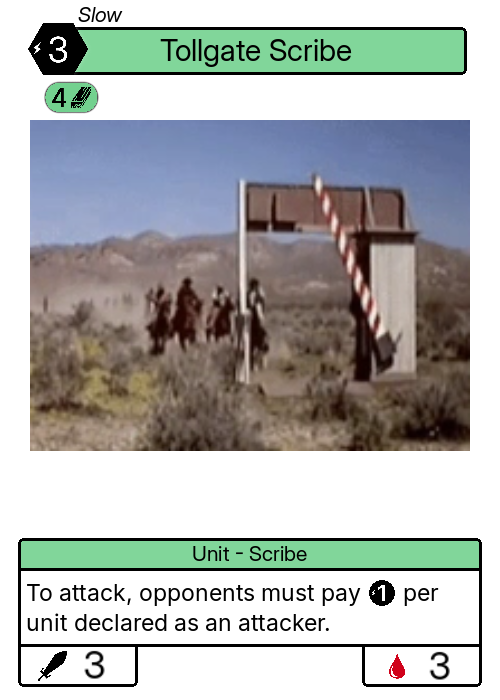 Slow
3 Tollgate Scribe
4
Unit - Scribe
To attack, opponents must pay 1 per
unit declared as an attacker.
3 3